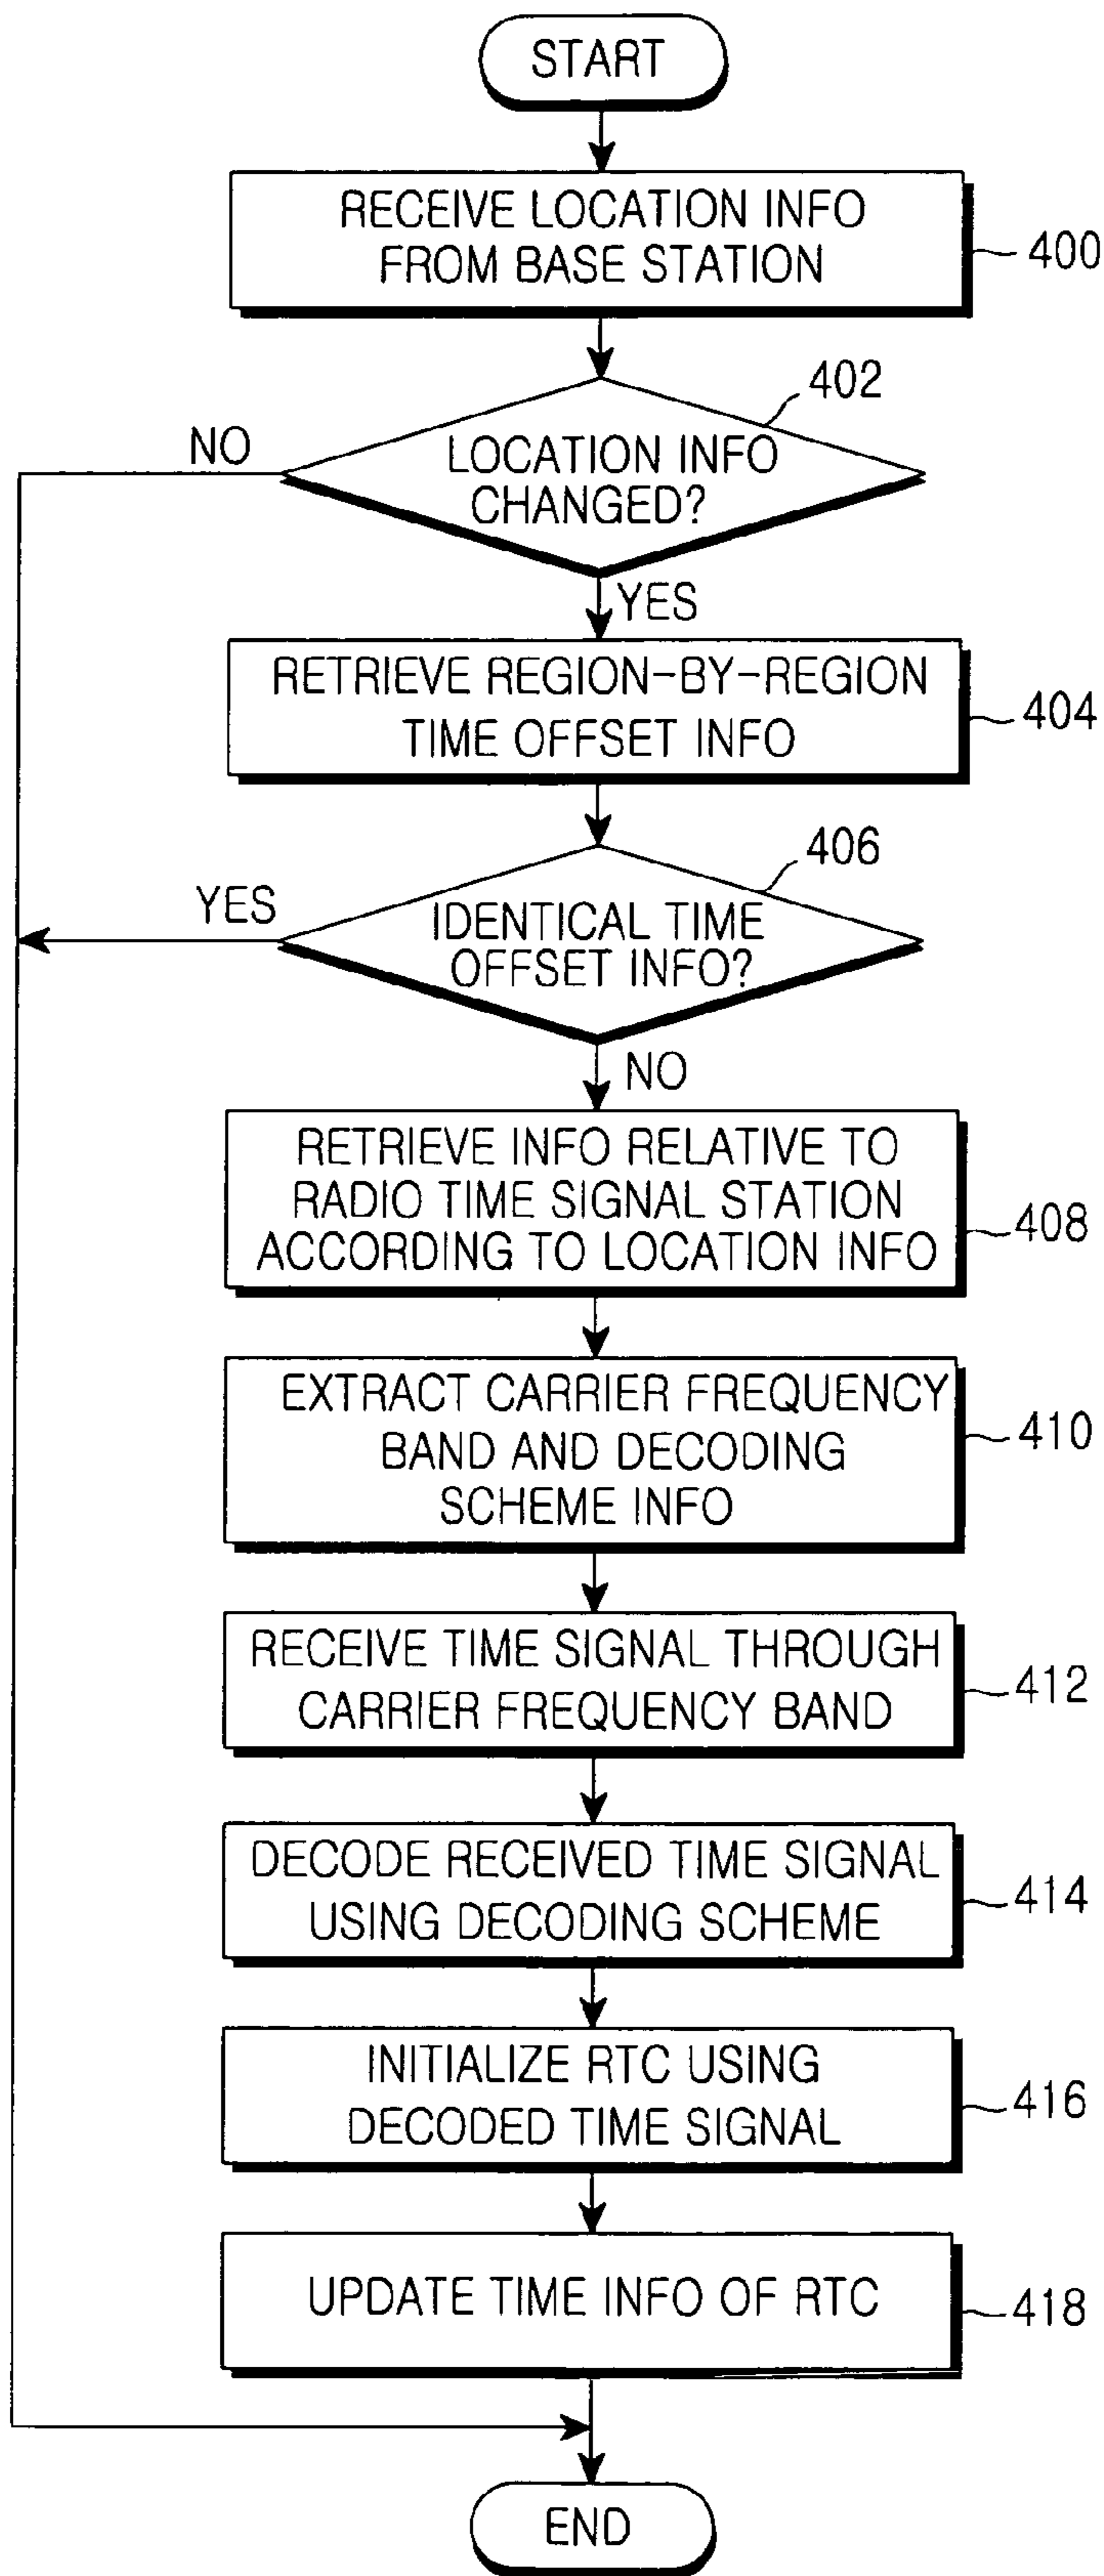 START
RECEIVE LOCATION INFO
FROM BASE STATION
400
402
NO
LOCATION INFO
CHANGED?
YES
RETRIEVE REGION-BY-REGION
TIME OFFSET INFO
404
406
YES
IDENTICAL TIME
OFFSET INFO?
NO
RETRIEVE INFO RELATIVE TO
RADIO TIME SIGNAL STATION
ACCORDING TO LOCATION INFO
408
EXTRACT CARRIER FREQUENCY
BAND AND DECODING
SCHEME INFO
410
RECEIVE TIME SIGNAL THROUGH
CARRIER FREQUENCY BAND
412
DECODE RECEIVED TIME SIGNAL
USING DECODING SCHEME
414
INITIALIZE RTC USING
DECODED TIME SIGNAL
416
UPDATE TIME INFO OF RTC
418
END